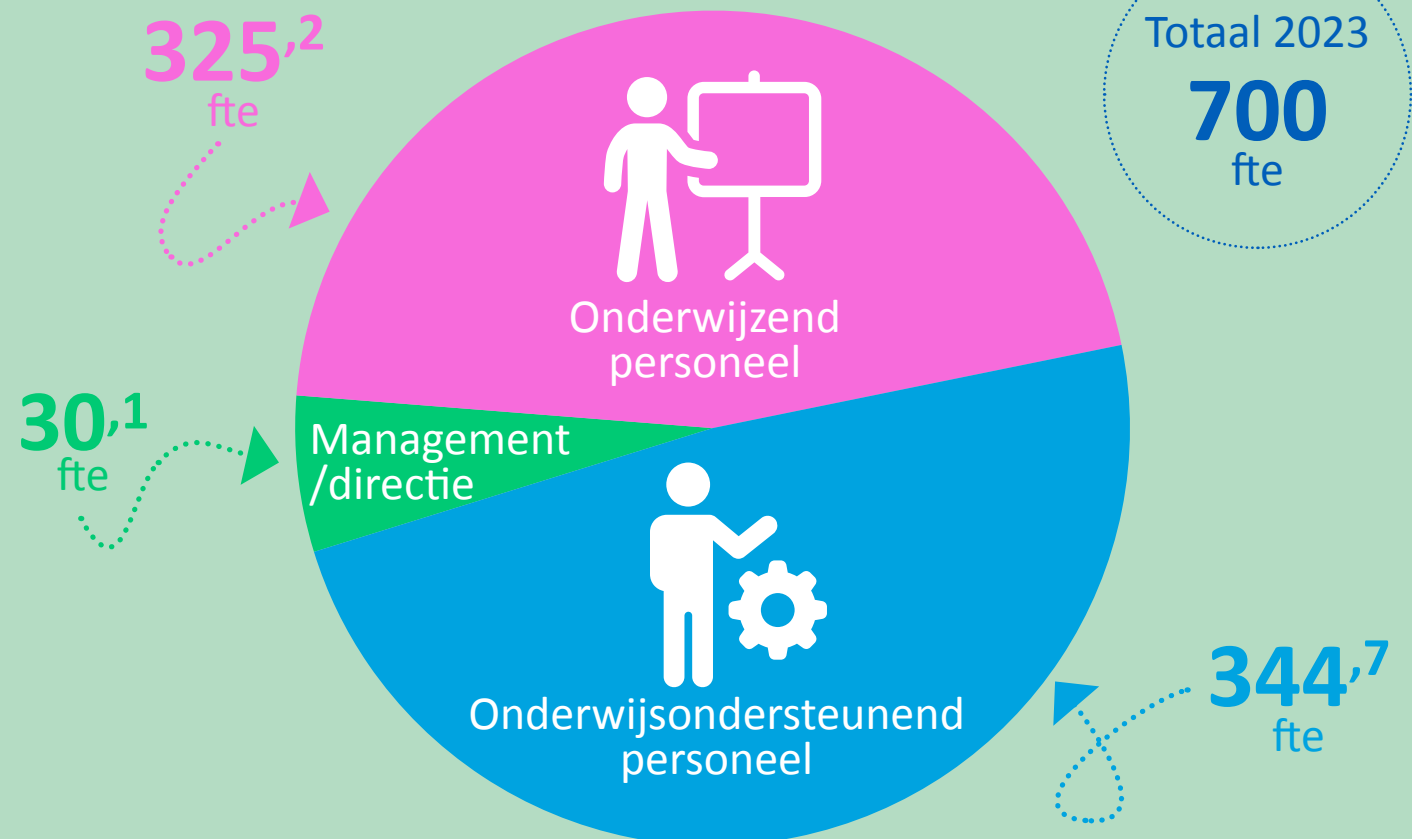 325,2
fte
Totaal 2023
700
fte
Onderwijzend
personeel
30,1
fte
Management
/directie
Onderwijsondersteunend
personeel
344,7
fte